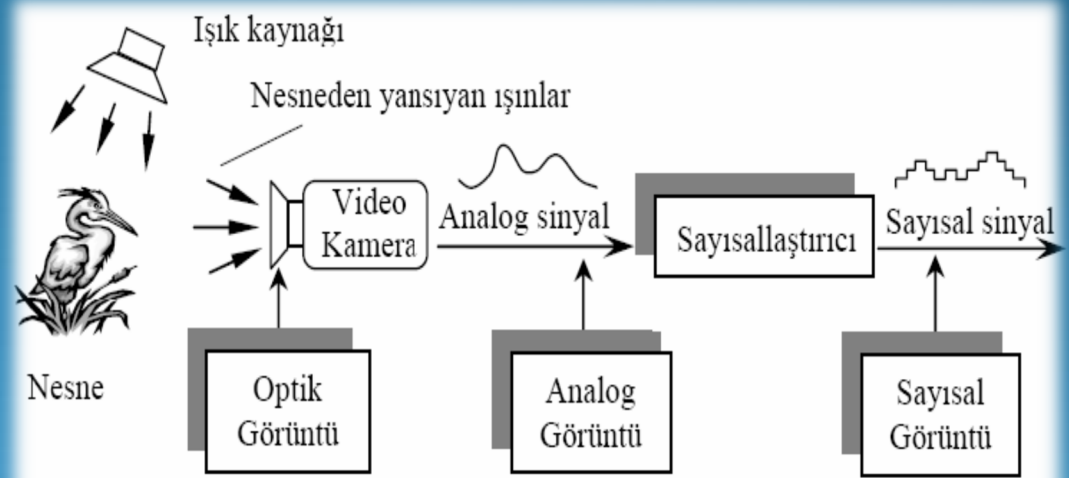 Işık kaynağı
Nesneden yansıyan ışınlar
Video
Kamera
Analog sinyal
Sayısallaştırıcı
Sayısal sinyal
Nesne
Optik
Görüntü
Analog
Görüntü
Sayısal
Görüntü